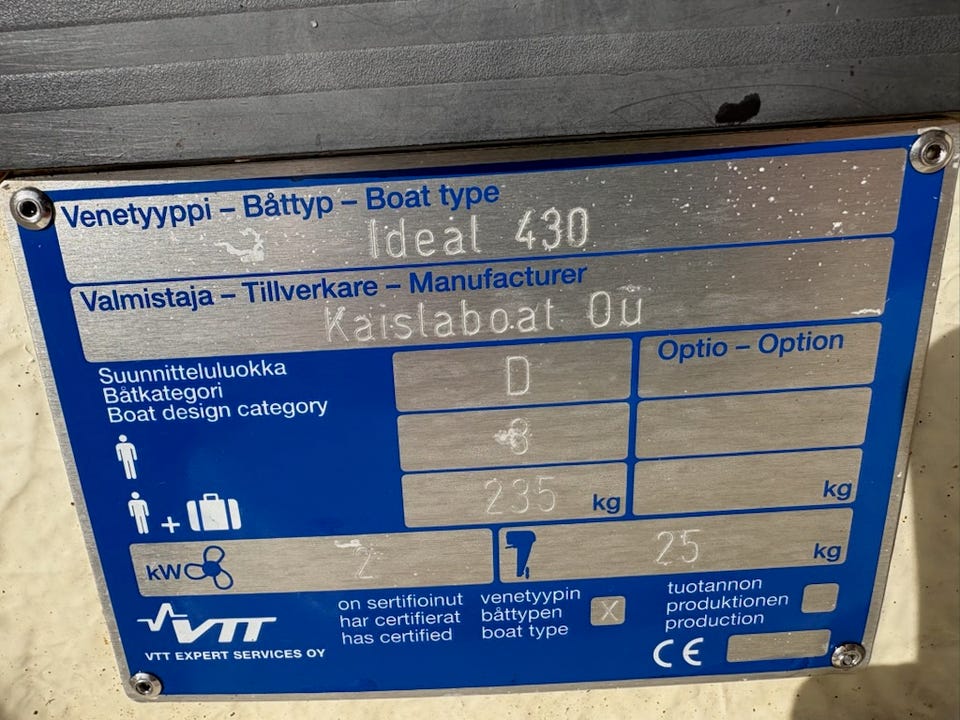 Venetyyppi – Båttyp – Boat type
Ideal 430
Valmistaja – Tillverkare – Manufacturer
Kaislaboat Oü
Suunnitteluluokka
Båtkategori
Boat design category
D
Optio – Option
3
+
235 kg
kg
kW 2
25 kg
VTT
VTT EXPERT SERVICES OY
on sertifioinut
har certifierat
has certified
venetyypin
båttypen
boat type
X
tuotannon
produktionen
production
CE